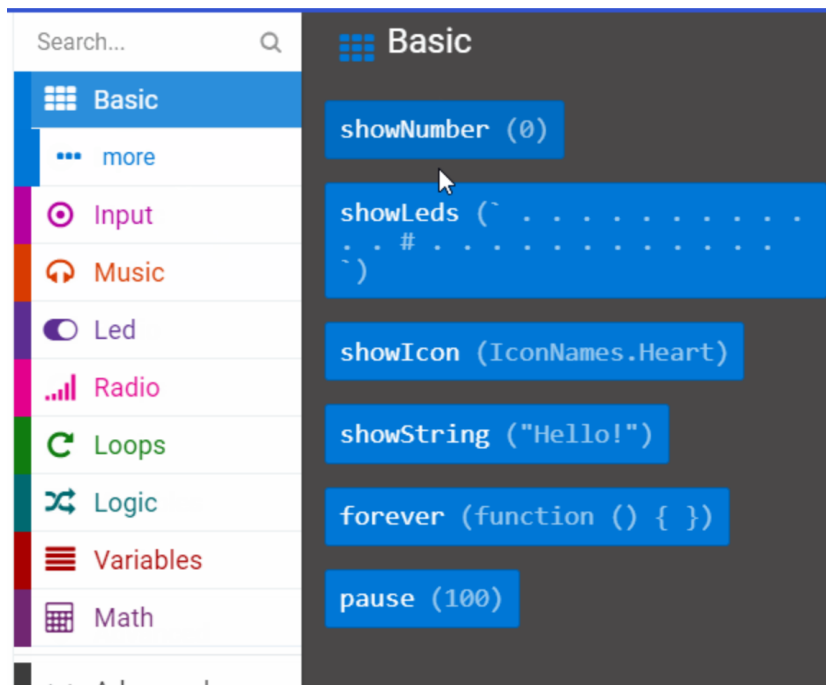 Search...
Basic
more
Input
Music
Led
Radio
Loops
Logic
Variables
Math
Basic
showNumber (0)
showLeds (` . . . . . . . . . . .
. . # . . . . . . . . . . . . .
`)
showIcon (IconNames.Heart)
showString ("Hello!")
forever (function () { })
pause (100)